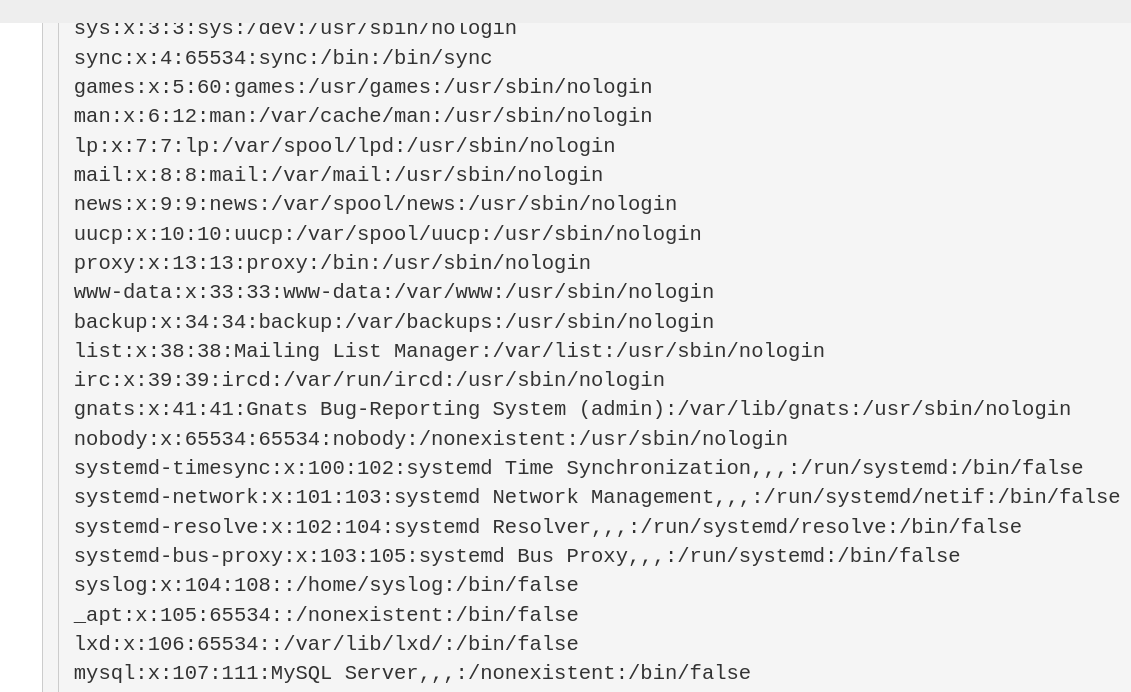 sys:x:3:3:sys:/dev:/usr/sbin/nologin
sync:x:4:65534:sync:/bin:/bin/sync
games:x:5:60:games:/usr/games:/usr/sbin/nologin
man:x:6:12:man:/var/cache/man:/usr/sbin/nologin
lp:x:7:7:lp:/var/spool/lpd:/usr/sbin/nologin
mail:x:8:8:mail:/var/mail:/usr/sbin/nologin
news:x:9:9:news:/var/spool/news:/usr/sbin/nologin
uucp:x:10:10:uucp:/var/spool/uucp:/usr/sbin/nologin
proxy:x:13:13:proxy:/bin:/usr/sbin/nologin
www-data:x:33:33:www-data:/var/www:/usr/sbin/nologin
backup:x:34:34:backup:/var/backups:/usr/sbin/nologin
list:x:38:38:Mailing List Manager:/var/list:/usr/sbin/nologin
irc:x:39:39:ircd:/var/run/ircd:/usr/sbin/nologin
gnats:x:41:41:Gnats Bug-Reporting System (admin):/var/lib/gnats:/usr/sbin/nologin
nobody:x:65534:65534:nobody:/nonexistent:/usr/sbin/nologin
systemd-timesync:x:100:102:systemd Time Synchronization,,,:/run/systemd:/bin/false
systemd-network:x:101:103:systemd Network Management,,,:/run/systemd/netif:/bin/false
systemd-resolve:x:102:104:systemd Resolver,,,:/run/systemd/resolve:/bin/false
systemd-bus-proxy:x:103:105:systemd Bus Proxy,,,:/run/systemd:/bin/false
syslog:x:104:108::/home/syslog:/bin/false
_apt:x:105:65534::/nonexistent:/bin/false
lxd:x:106:65534::/var/lib/lxd/:/bin/false
mysql:x:107:111:MySQL Server,,,:/nonexistent:/bin/false